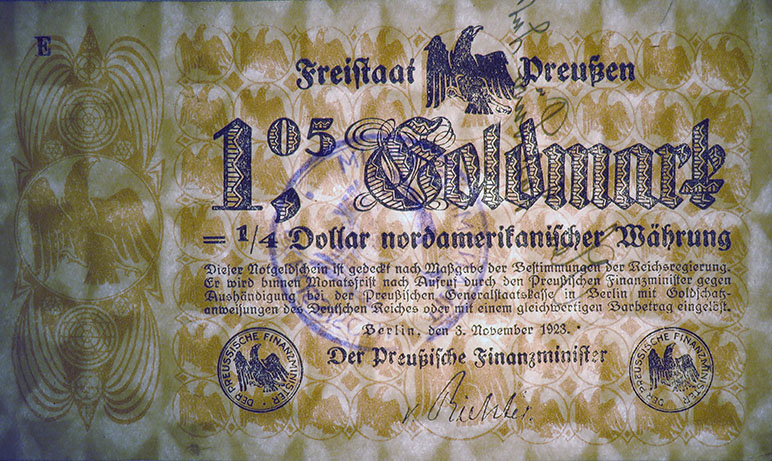 E
Freistaat Preußen
1,05 Goldmark
= 1/4 Dollar nordamerikanischer Währung
Dieser Notgeldschein ist gedeckt nach Maßgabe der Bestimmungen der Reichsregierung.
Er wird binnen Monatsfrist nach Aufruf durch den Preußischen Finanzminister gegen
Aushändigung bei der Preußischen Generalstaatskasse in Berlin mit Goldschatz-
anweisungen des Deutschen Reiches oder mit einem gleichwertigen Barbetrag eingelöst.
Berlin, den 3. November 1923.
Der Preußische Finanzminister
DER PREUSSISCHE FINANZMINISTER
DER PREUSSISCHE FINANZMINISTER
v. Richter.